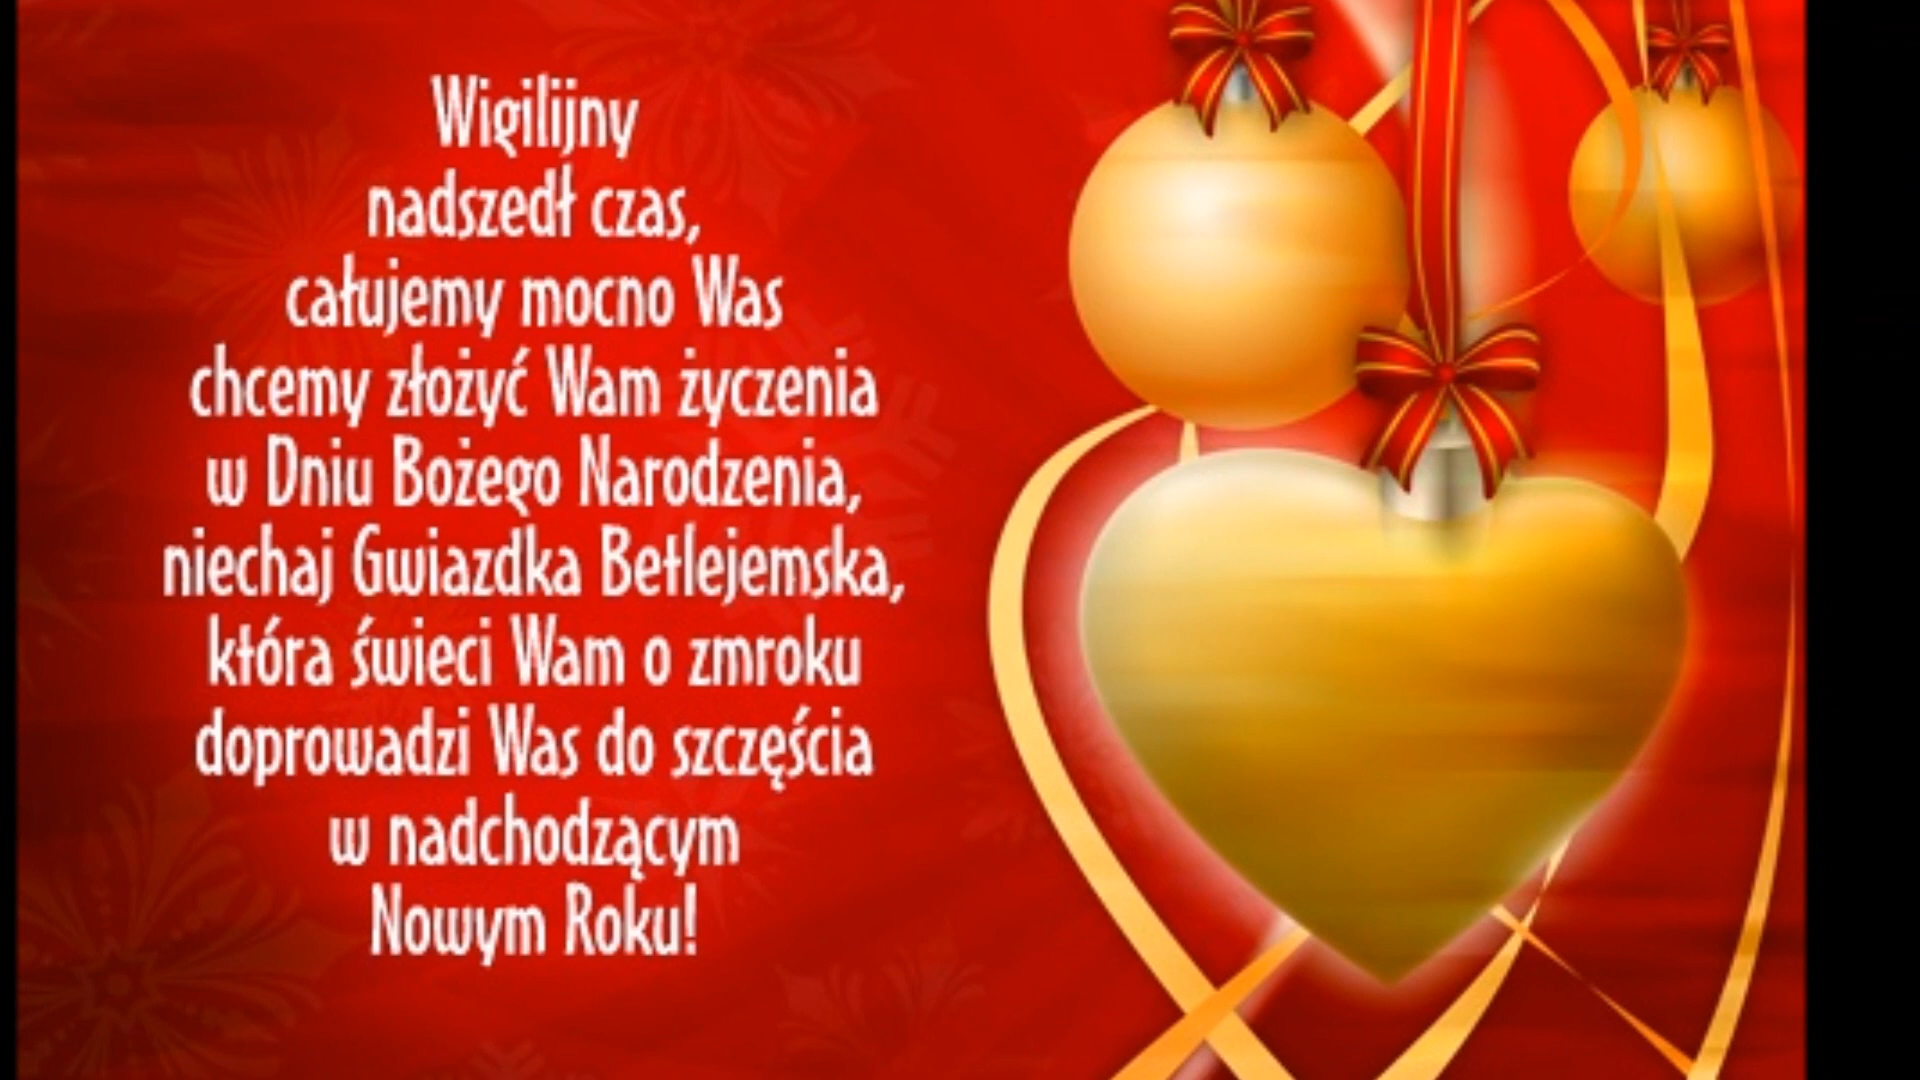 Wigilijny
nadszedł czas,
całujemy mocno Was
chcemy złożyć Wam życzenia
w Dniu Bożego Narodzenia,
niechaj Gwiazdka Betlejemska,
która świeci Wam o zmroku
doprowadzi Was do szczęścia
w nadchodzącym
Nowym Roku!